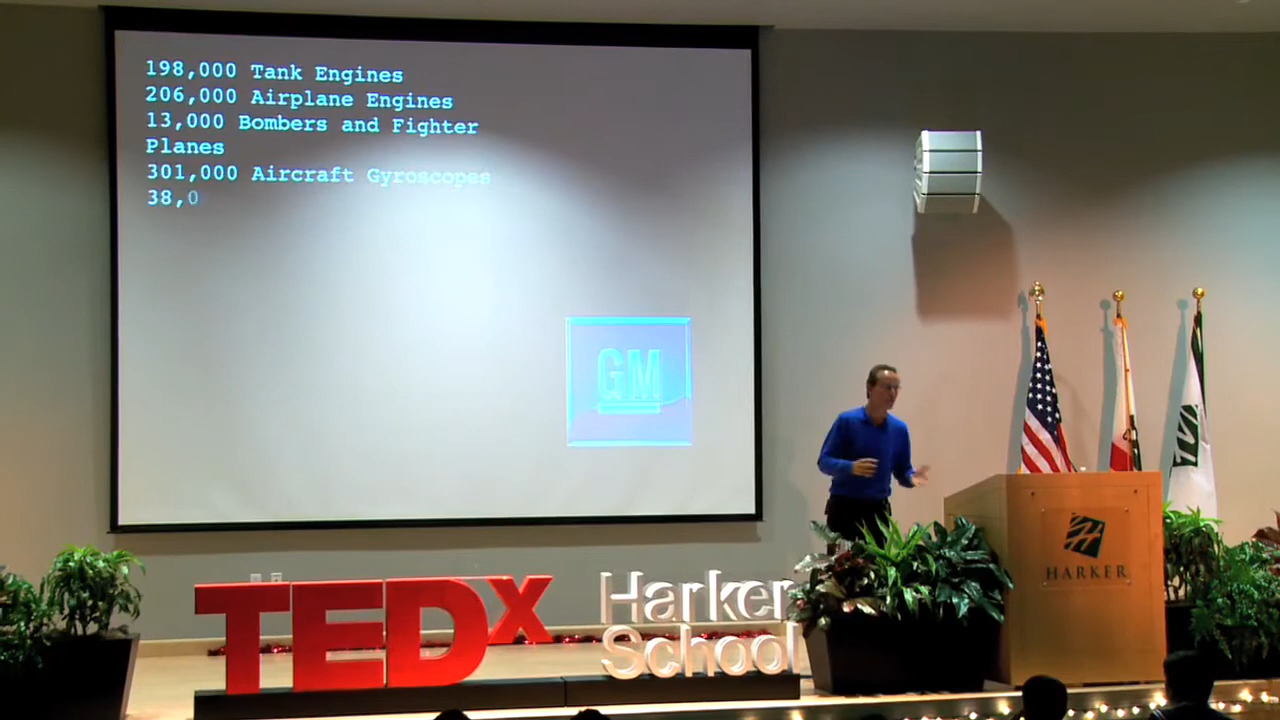 198,000 Tank Engines
206,000 Airplane Engines
13,000 Bombers and Fighter
Planes
301,000 Aircraft Gyroscopes
38,0
GM
TEDx
Harker
School
HARKER